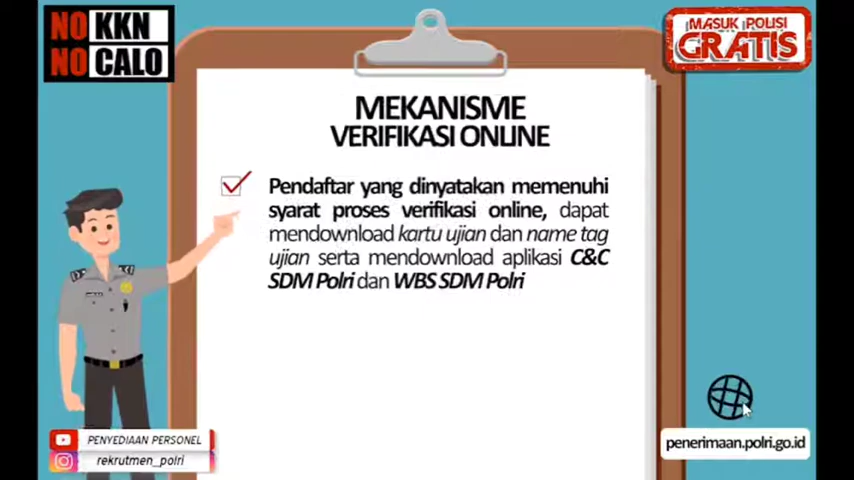 NO KKN
NO CALO
MASUK POLISI
GRATIS
MEKANISME
VERIFIKASI ONLINE
Pendaftar yang dinyatakan memenuhi
syarat proses verifikasi online, dapat
mendownload kartu ujian dan name tag
ujian serta mendownload aplikasi C&C
SDM Polri dan WBS SDM Polri
PENYEDIAAN PERSONEL
rekrutmen_polri
penerimaan.polri.go.id